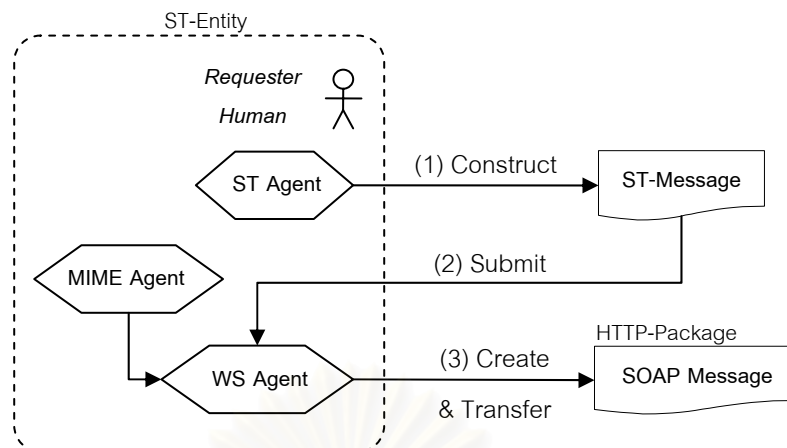 ST-Entity
Requester
Human
ST Agent
(1) Construct
ST-Message
MIME Agent
(2) Submit
HTTP-Package
WS Agent
(3) Create
& Transfer
SOAP Message